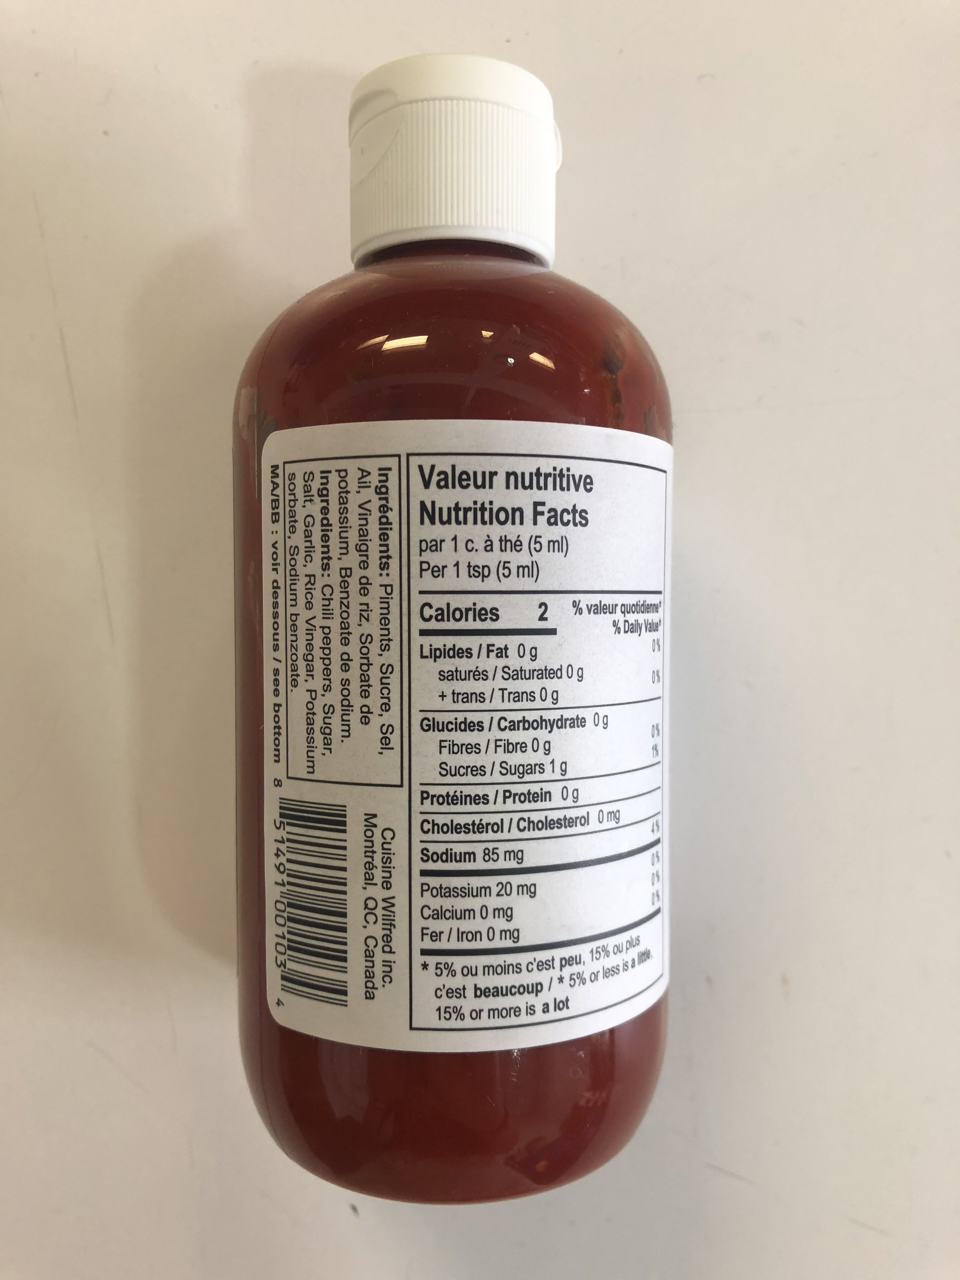 Valeur nutritive
Nutrition Facts
par 1 c. à thé (5 ml)
Per 1 tsp (5 ml)
Calories 2
% valeur quotidienne*
% Daily Value*
Lipides / Fat 0 g 0 %
saturés / Saturated 0 g 0 %
+ trans / Trans 0 g
Glucides / Carbohydrate 0 g
Fibres / Fibre 0 g 0 %
Sucres / Sugars 1 g 1 %
Protéines / Protein 0 g
Cholestérol / Cholesterol 0 mg
Sodium 85 mg 4 %
Potassium 20 mg 0 %
Calcium 0 mg 0 %
Fer / Iron 0 mg 0 %
* 5% ou moins c'est peu, 15% ou plus
c'est beaucoup / * 5% or less is a little,
15% or more is a lot
Ingrédients: Piments, Sucre, Sel,
Ail, Vinaigre de riz, Sorbate de
potassium, Benzoate de sodium.
Ingredients: Chili peppers, Sugar,
Salt, Garlic, Rice Vinegar, Potassium
sorbate, Sodium benzoate.
MA/BB : voir dessous / see bottom
Cuisine Wilfred inc.
Montréal, QC, Canada
8 51491 00103 4